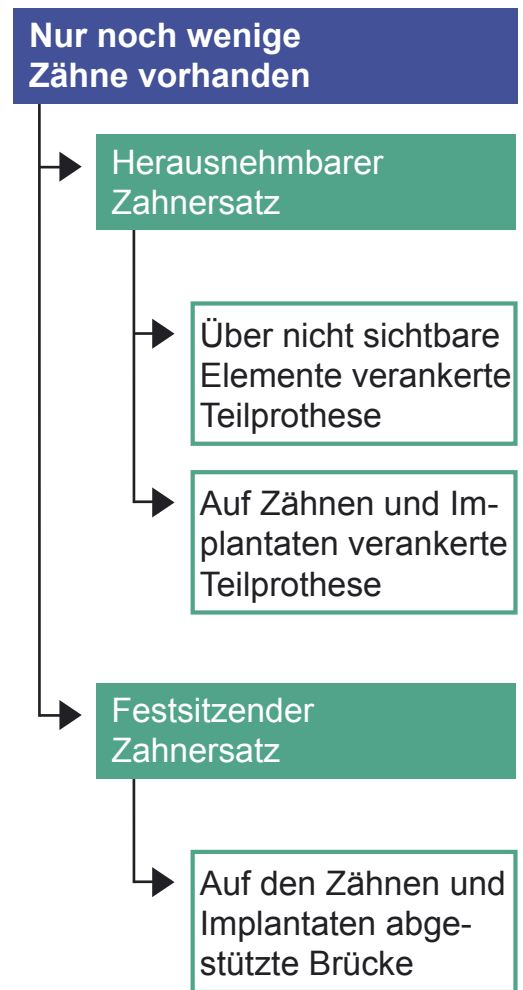 Nur noch wenige
Zähne vorhanden
Herausnehmbarer
Zahnersatz
Über nicht sichtbare
Elemente verankerte
Teilprothese
Auf Zähnen und Im-
plantaten verankerte
Teilprothese
Festsitzender
Zahnersatz
Auf den Zähnen und
Implantaten abge-
stützte Brücke